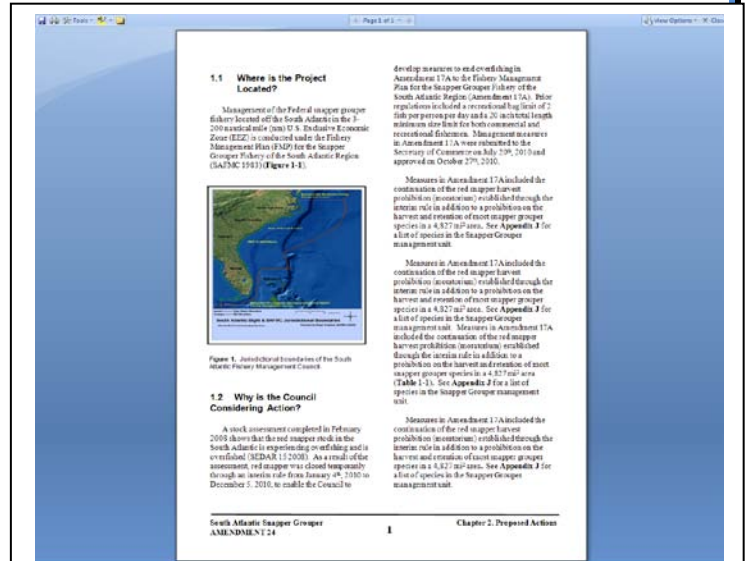 Tools
Page 1 of 1
View Options
1.1 Where is the Project
Located?
Management of the Federal snapper grouper
fishery located off the South Atlantic in the 3-
200 nautical mile (nm) U.S. Exclusive Economic
Zone (EEZ) is conducted under the Fishery
Management Plan (FMP) for the Snapper
Grouper Fishery of the South Atlantic Region
(SAFMC 1983) (Figure 1-1).
South Atlantic Bight & SAFMC Jurisdictional Boundaries
Figure 1. Jurisdictional boundaries of the South
Atlantic Fishery Management Council.
1.2 Why is the Council
Considering Action?
A stock assessment completed in February
2008 shows that the red snapper stock in the
South Atlantic is experiencing overfishing and is
overfished (SEDAR 15 2008). As a result of the
assessment, red snapper was closed temporarily
through an interim rule from January 4th, 2010 to
December 5, 2010, to enable the Council to
develop measures to end overfishing in
Amendment 17A to the Fishery Management
Plan for the Snapper Grouper Fishery of the
South Atlantic Region (Amendment 17A). Prior
regulations included a recreational bag limit of 2
fish per person per day and a 20 inch total length
minimum size limit for both commercial and
recreational fishermen. Management measures
in Amendment 17A were submitted to the
Secretary of Commerce on July 29th, 2010 and
approved on October 27th, 2010.
Measures in Amendment 17A included the
continuation of the red snapper harvest
prohibition (moratorium) established through the
interim rule in addition to a prohibition on the
harvest and retention of most snapper grouper
species in a 4,827 mi² area. See Appendix J for
a list of species in the Snapper Grouper
management unit.
Measures in Amendment 17A included the
continuation of the red snapper harvest
prohibition (moratorium) established through the
interim rule in addition to a prohibition on the
harvest and retention of most snapper grouper
species in a 4,827 mi² area. See Appendix J for
a list of species in the Snapper Grouper
management unit. Measures in Amendment 17A
included the continuation of the red snapper
harvest prohibition (moratorium) established
through the interim rule in addition to a
prohibition on the harvest and retention of most
snapper grouper species in a 4,827 mi² area
(Table 1-1). See Appendix J for a list of
species in the Snapper Grouper management
unit.
Measures in Amendment 17A included the
continuation of the red snapper harvest
prohibition (moratorium) established through the
interim rule in addition to a prohibition on the
harvest and retention of most snapper grouper
species in a 4,827 mi² area. See Appendix J for
a list of species in the Snapper Grouper
management unit.
South Atlantic Snapper Grouper
AMENDMENT 24
1
Chapter 2. Proposed Actions